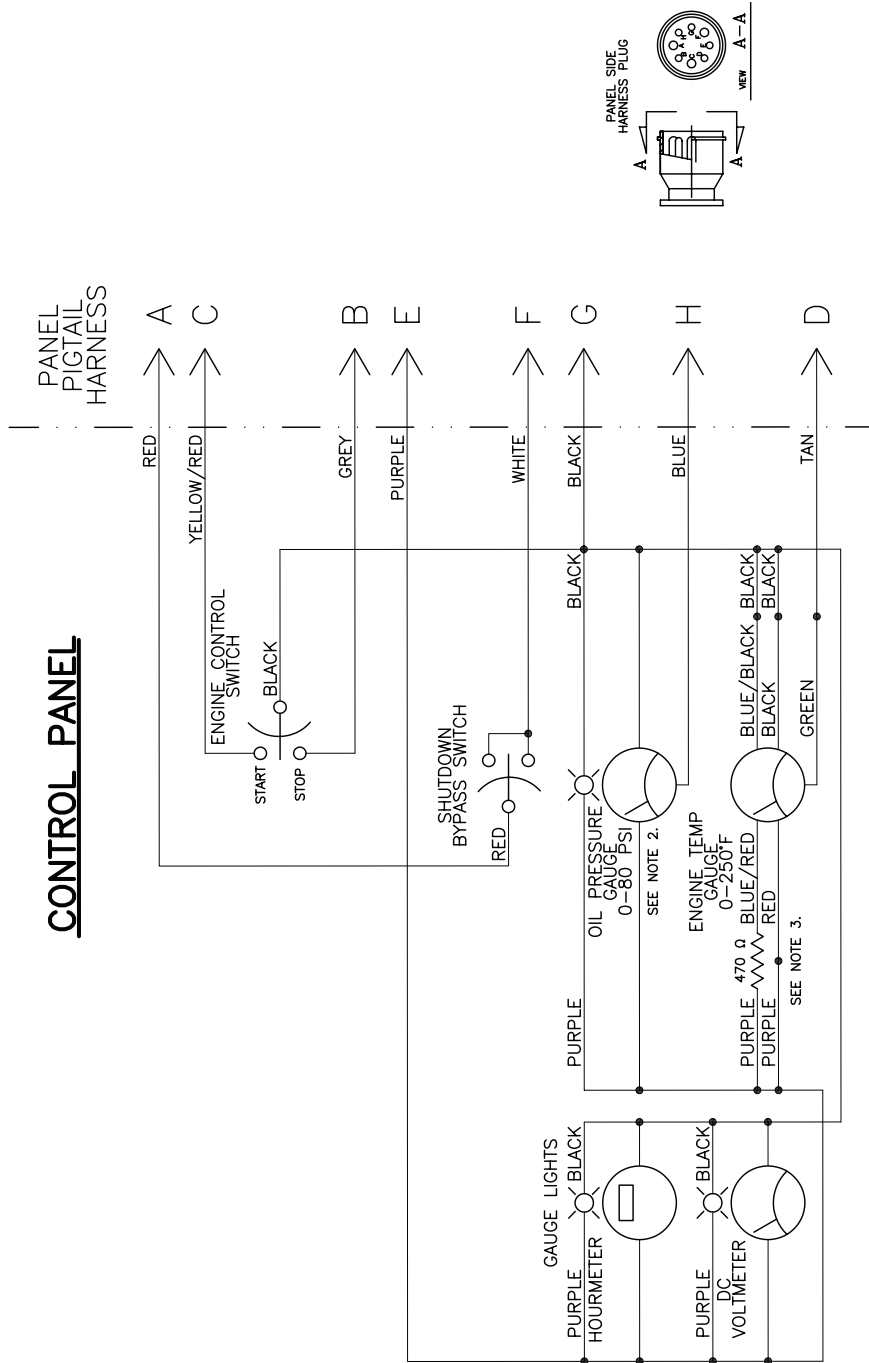 CONTROL PANEL
PANEL
PIGTAIL
HARNESS
A
C
B
E
F
G
H
D
RED
YELLOW/RED
GREY
PURPLE
WHITE
BLACK
BLUE
TAN
ENGINE CONTROL
SWITCH
START
STOP
BLACK
SHUTDOWN
BYPASS SWITCH
RED
OIL PRESSURE
GAUGE
0-80 PSI
SEE NOTE 2.
PURPLE
BLACK
ENGINE TEMP
GAUGE
0-250°F
PURPLE
470 Ω
BLUE/RED
BLUE/BLACK
BLACK
PURPLE
RED
BLACK
BLACK
GREEN
SEE NOTE 3.
GAUGE LIGHTS
PURPLE
BLACK
HOURMETER
PURPLE
BLACK
DC
VOLTMETER
PANEL SIDE
HARNESS PLUG
A
A
B
A
H
C
G
D
E
F
VIEW A-A